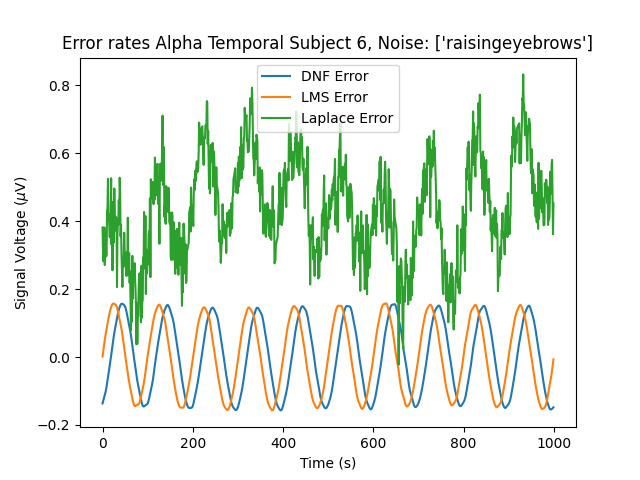 Error rates Alpha Temporal Subject 6, Noise: ['raisingeyebrows']
DNF Error
LMS Error
Laplace Error
Signal Voltage (μV)
0.8
0.6
0.4
0.2
0.0
−0.2
0
200
400
600
800
1000
Time (s)